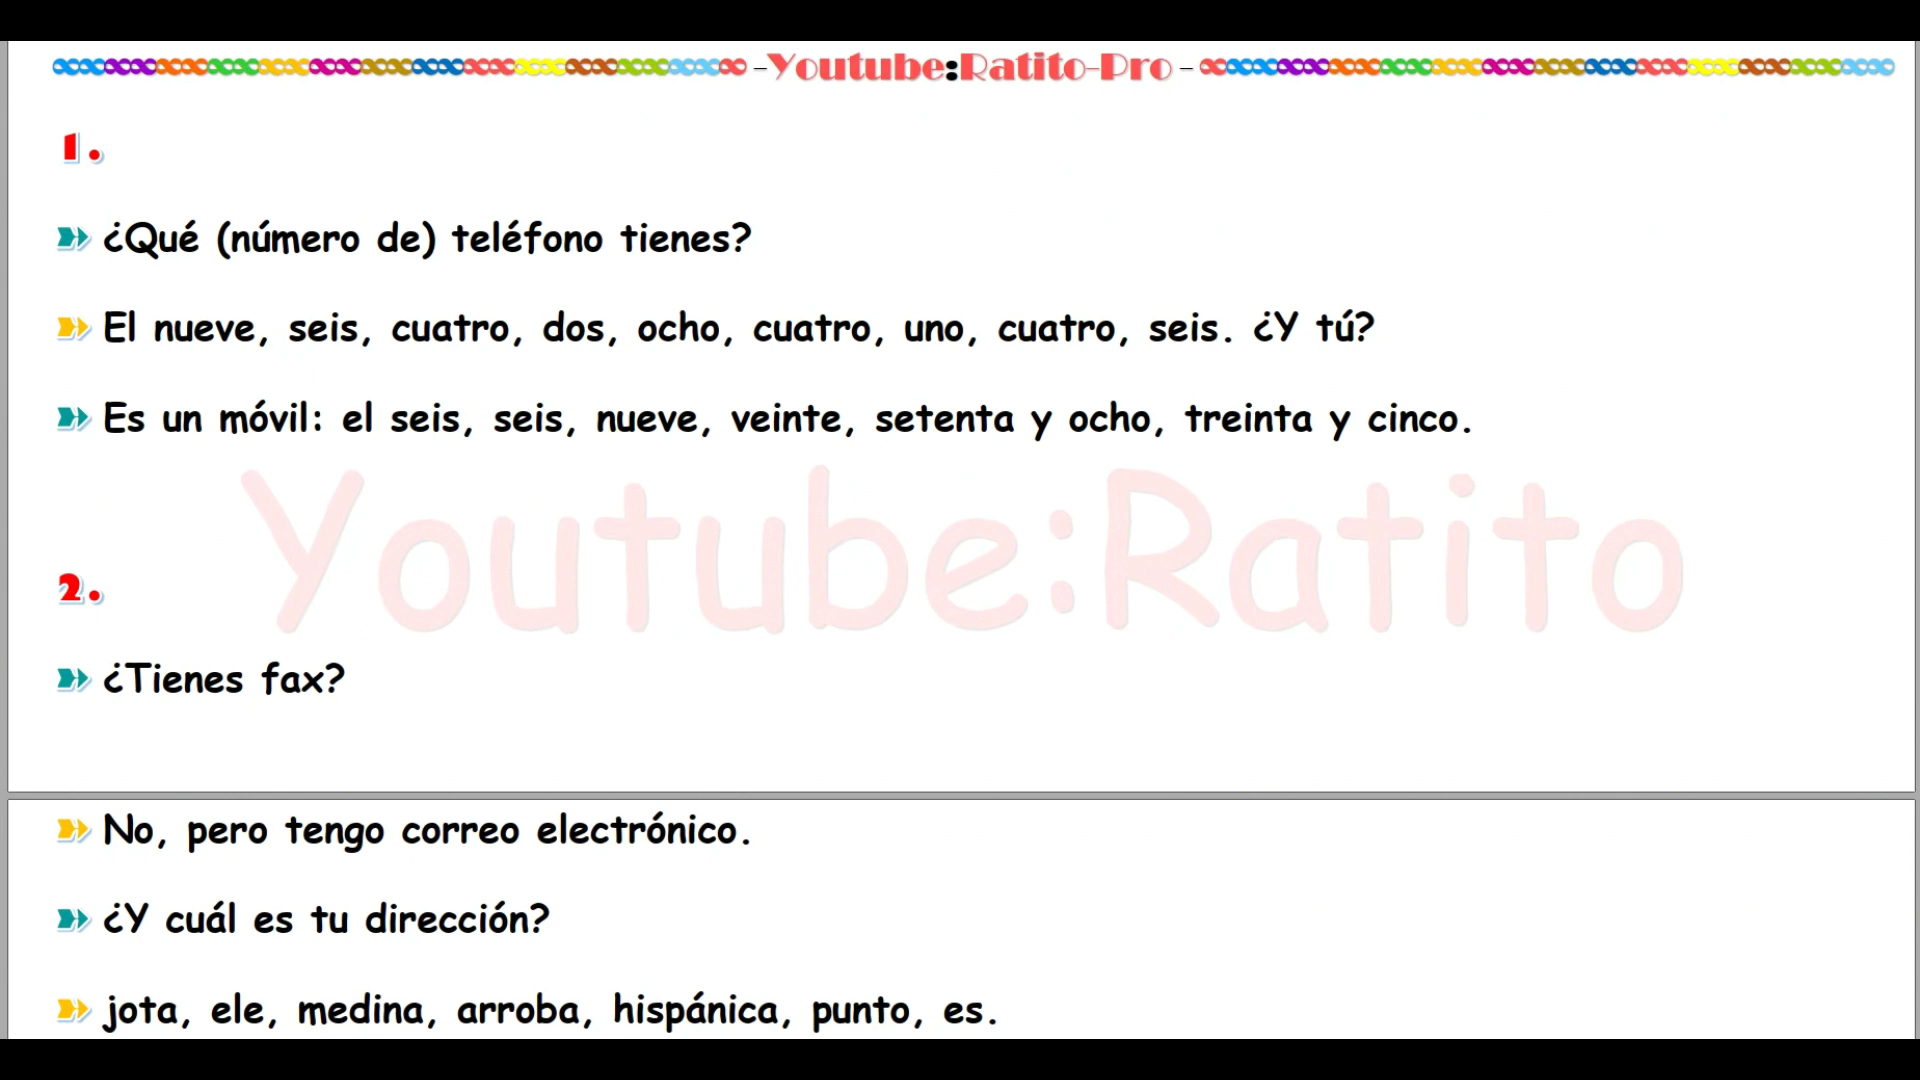 -Youtube:Ratito-Pro -
1.
¿Qué (número de) teléfono tienes?
El nueve, seis, cuatro, dos, ocho, cuatro, uno, cuatro, seis. ¿Y tú?
Es un móvil: el seis, seis, nueve, veinte, setenta y ocho, treinta y cinco.
Youtube:Ratito
2.
¿Tienes fax?
No, pero tengo correo electrónico.
¿Y cuál es tu dirección?
jota, ele, medina, arroba, hispánica, punto, es.